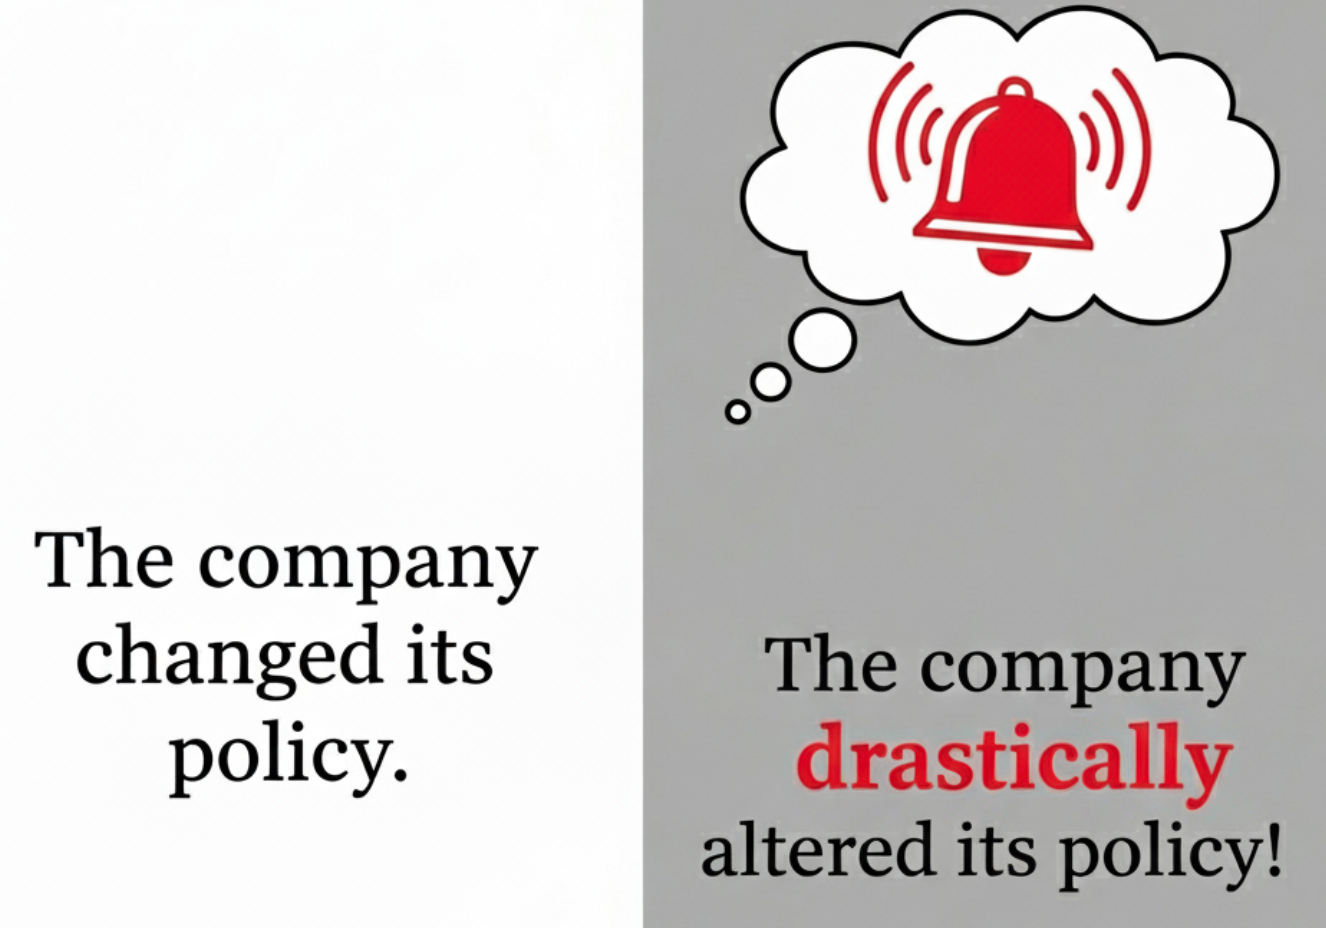 The company
changed its
policy.
The company
drastically
altered its policy!